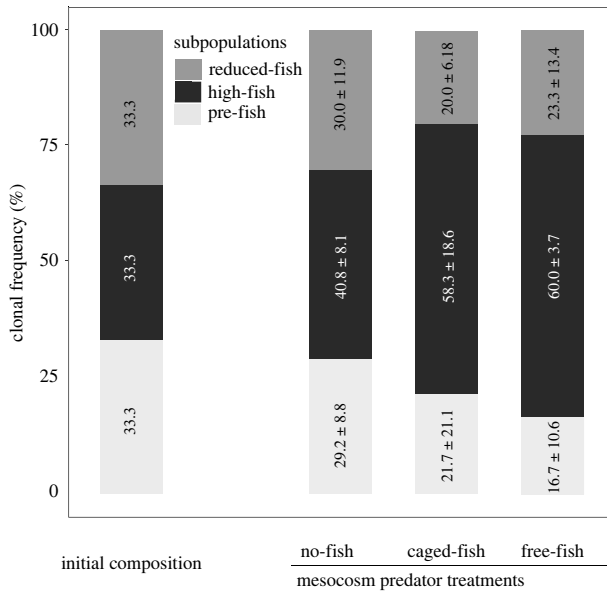 100
75
50
25
0
clonal frequency (%)
subpopulations
reduced-fish
high-fish
pre-fish
33.3
33.3
33.3
30.0 ± 11.9
40.8 ± 8.1
29.2 ± 8.8
20.0 ± 6.18
58.3 ± 18.6
21.7 ± 21.1
23.3 ± 13.4
60.0 ± 3.7
16.7 ± 10.6
initial composition
no-fish caged-fish free-fish
mesocosm predator treatments